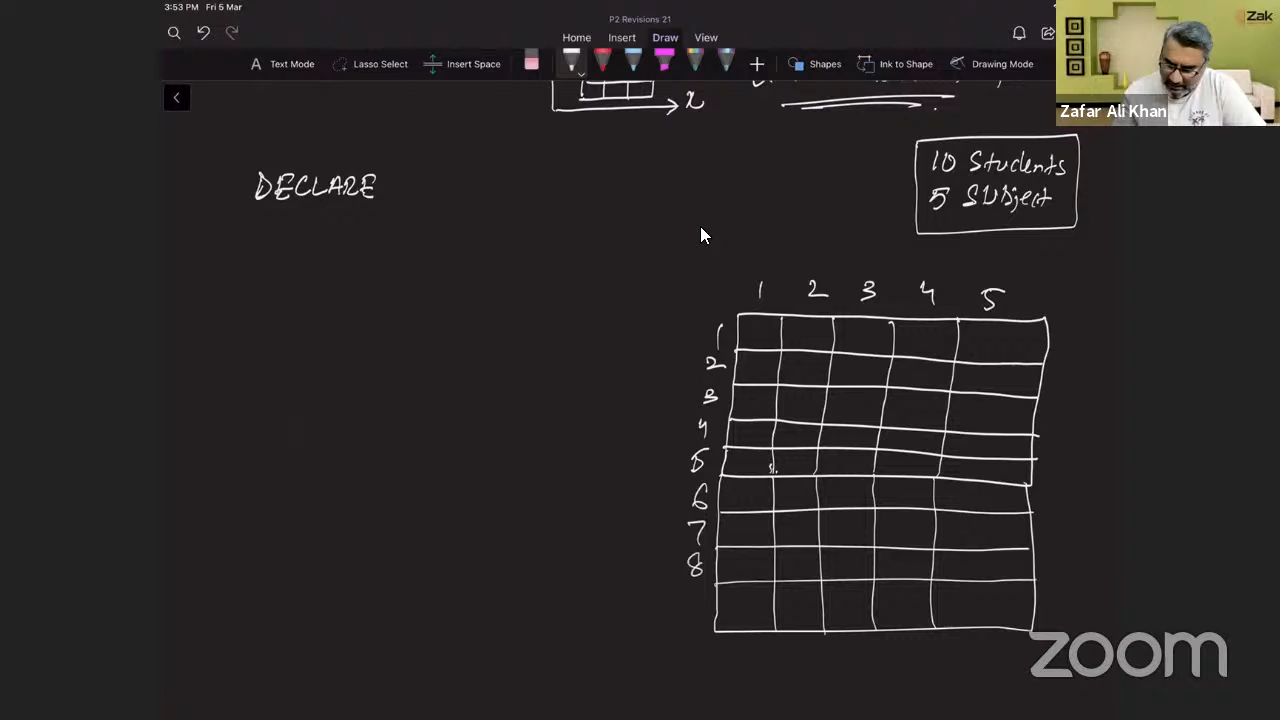 3:53 PM Fri 5 Mar
P2 Revisions 21
Home Insert Draw View
Text Mode Lasso Select Insert Space Shapes Ink to Shape Drawing Mode
Zak
Zafar Ali Khan
x
10 Students
5 Subject
DECLARE
1 2 3 4 5
1
2
3
4
5
6
7
8
zoom